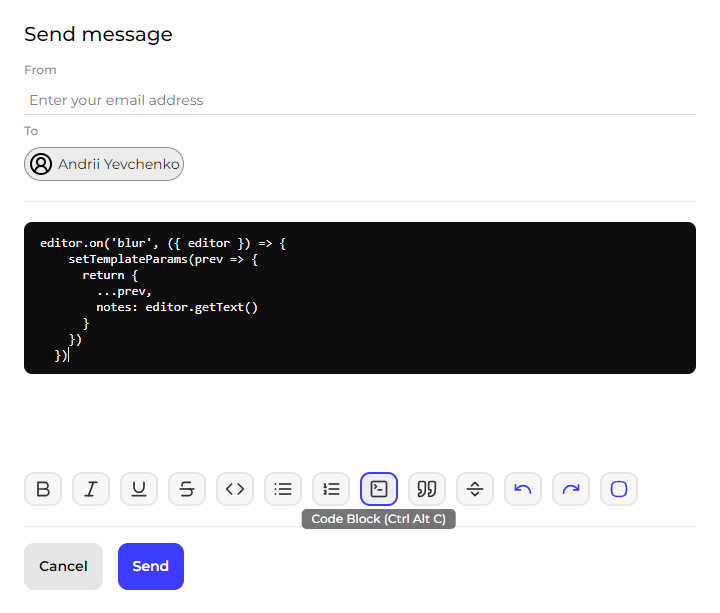 Send message
From
Enter your email address
To
Andrii Yevchenko
editor.on('blur', ({ editor }) => {
    setTemplateParams(prev => {
      return {
        ...prev,
        notes: editor.getText()
      }
    })
  })
Code Block (Ctrl Alt C)
Cancel
Send